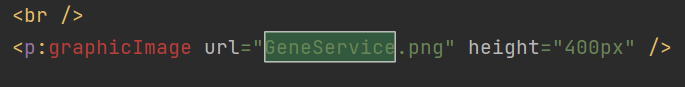 <br />
<p:graphicImage url="GeneService.png" height="400px" />